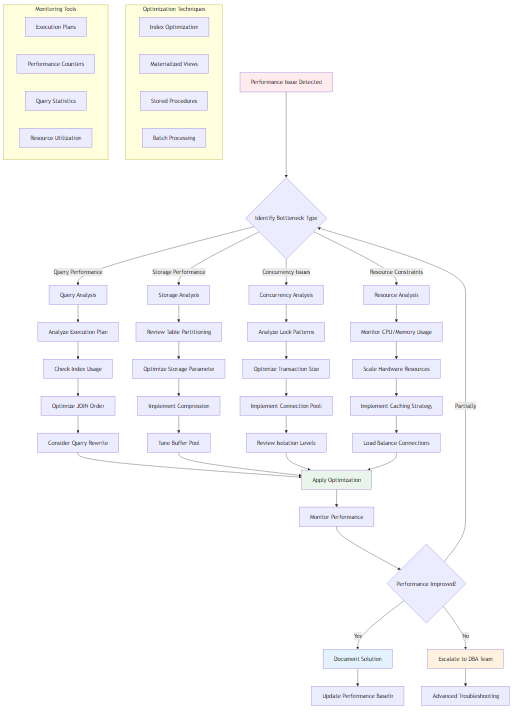 Monitoring Tools
Execution Plans
Performance Counters
Query Statistics
Resource Utilization
Optimization Techniques
Index Optimization
Materialized Views
Stored Procedures
Batch Processing
Performance Issue Detected
Identify Bottleneck Type
Query Performance
Storage Performance
Concurrency Issues
Resource Constraints
Query Analysis
Storage Analysis
Concurrency Analysis
Resource Analysis
Analyze Execution Plan
Review Table Partitioning
Analyze Lock Patterns
Monitor CPU/Memory Usage
Check Index Usage
Optimize Storage Parameter
Optimize Transaction Size
Scale Hardware Resources
Optimize JOIN Order
Implement Compression
Implement Connection Pooli
Implement Caching Strategy
Partially
Consider Query Rewrite
Tune Buffer Pool
Review Isolation Levels
Load Balance Connections
Apply Optimization
Monitor Performance
Performance Improved?
Yes
No
Document Solution
Escalate to DBA Team
Update Performance Baselin
Advanced Troubleshooting